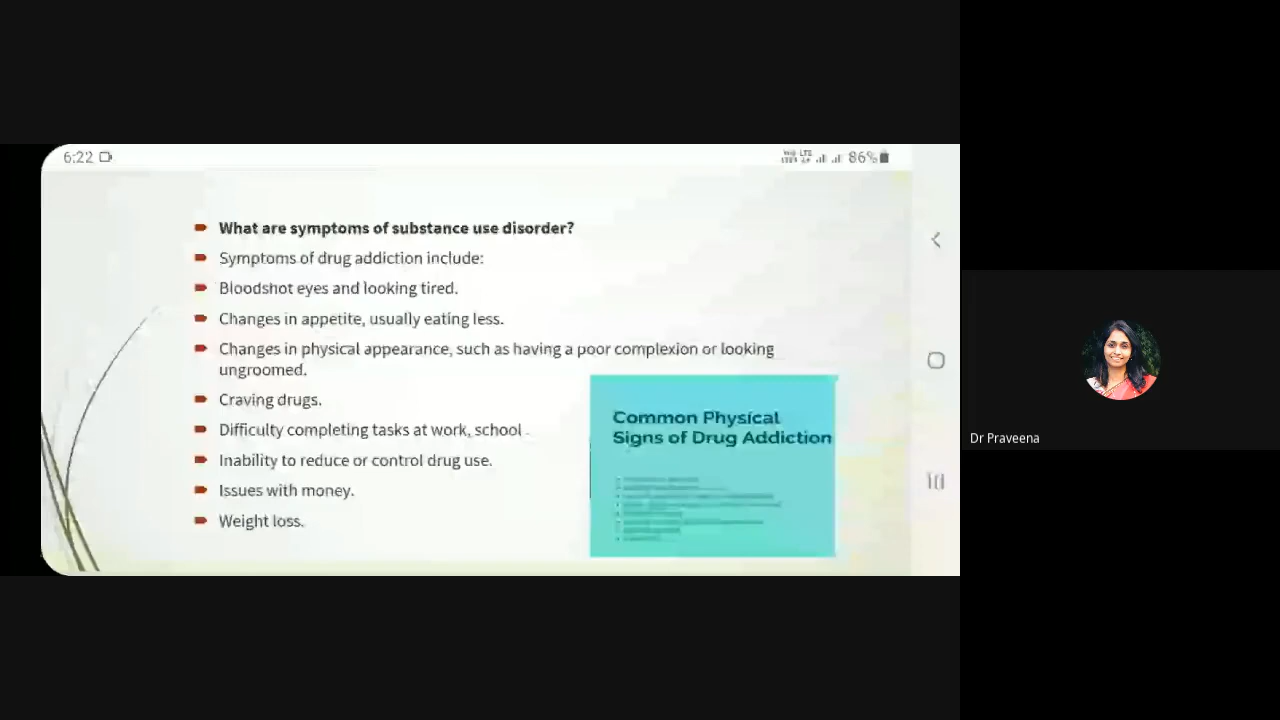 6:22
86%
What are symptoms of substance use disorder?
Symptoms of drug addiction include:
Bloodshot eyes and looking tired.
Changes in appetite, usually eating less.
Changes in physical appearance, such as having a poor complexion or looking
ungroomed.
Craving drugs.
Difficulty completing tasks at work, school
Inability to reduce or control drug use.
Issues with money.
Weight loss.
Common Physical
Signs of Drug Addiction
Dr Praveena